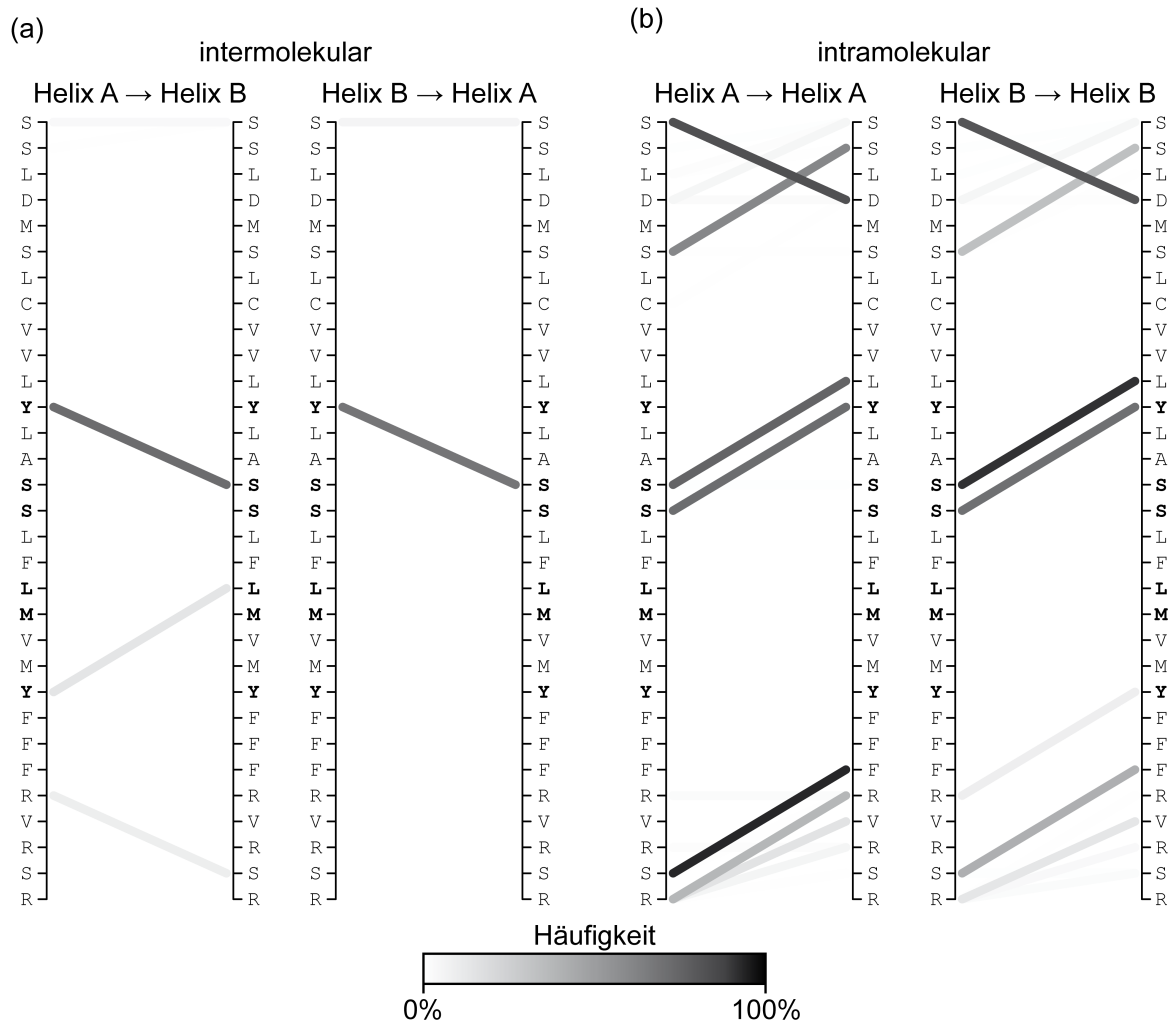 (a) (b)
intermolekular intramolekular
Helix A → Helix B Helix B → Helix A Helix A → Helix A Helix B → Helix B
S S S S S S S S
S S S S S S S S
L L L L L L L L
D D D D D D D D
M M M M M M M M
S S S S S S S S
L L L L L L L L
C C C C C C C C
V V V V V V V V
V V V V V V V V
L L L L L L L L
Y Y Y Y Y Y Y Y
L L L L L L L L
A A A A A A A A
S S S S S S S S
S S S S S S S S
L L L L L L L L
F F F F F F F F
L L L L L L L L
M M M M M M M M
V V V V V V V V
M M M M M M M M
Y Y Y Y Y Y Y Y
F F F F F F F F
F F F F F F F F
F F F F F F F F
R R R R R R R R
V V V V V V V V
R R R R R R R R
S S S S S S S S
R R R R R R R R
Häufigkeit
0% 100%